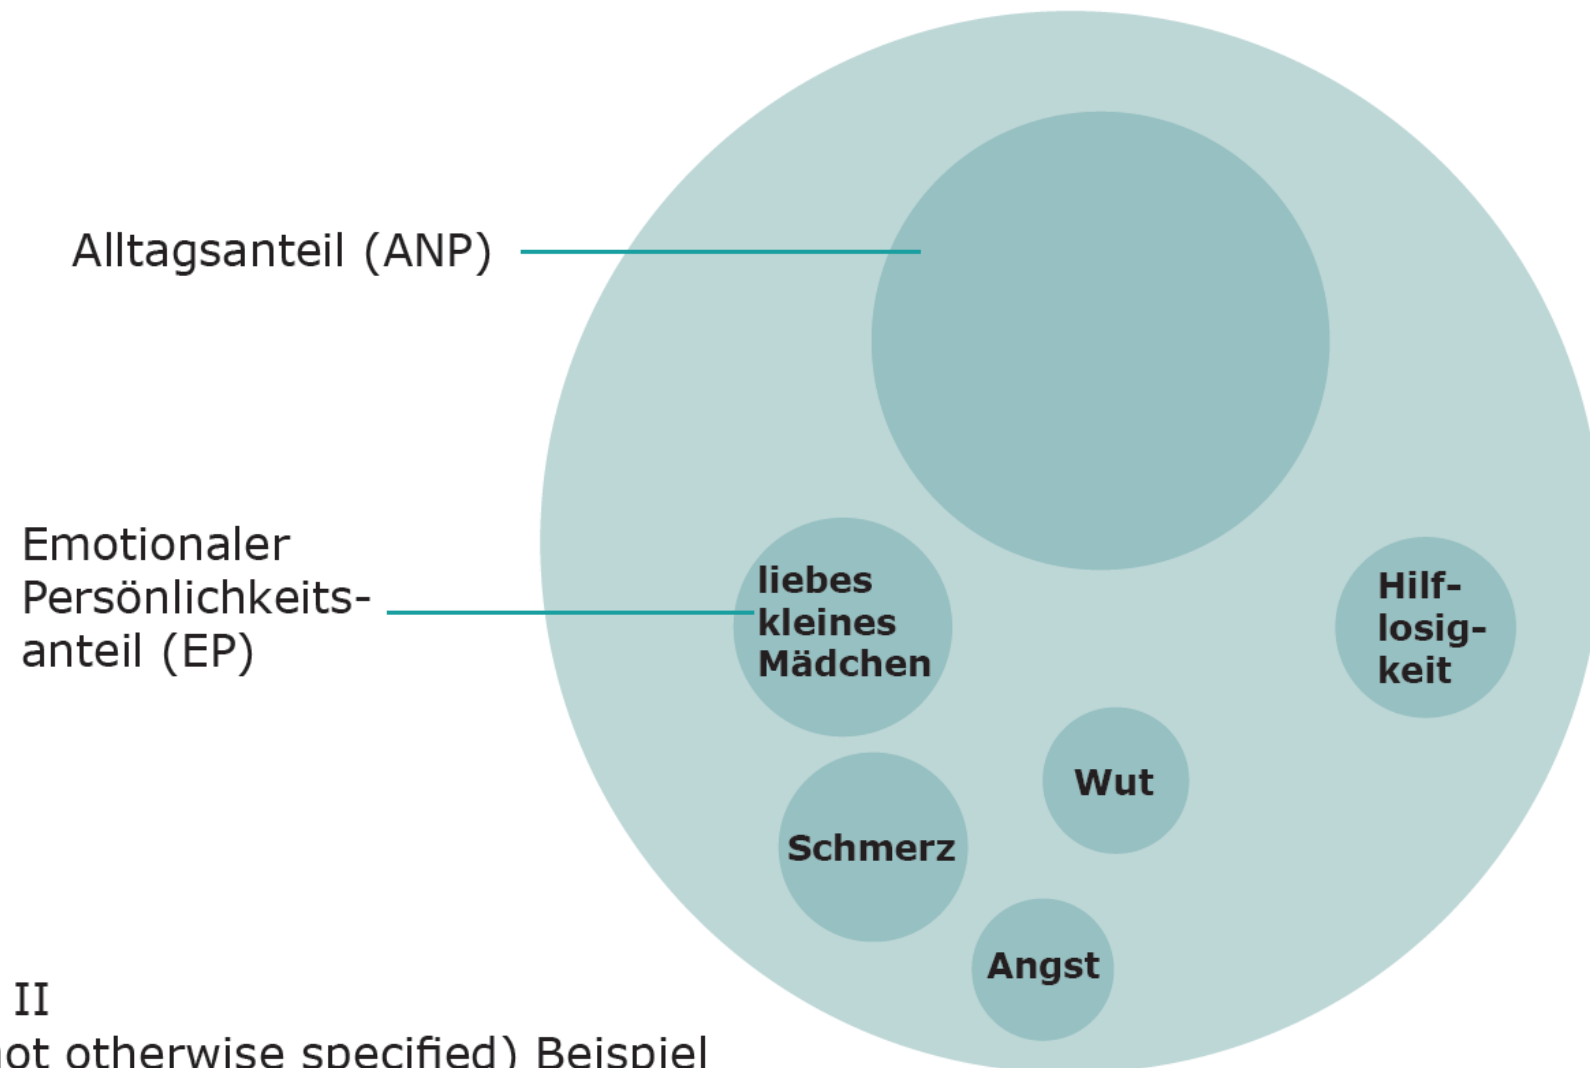 Alltagsanteil (ANP)
Emotionaler
Persönlichkeits-
anteil (EP)
liebes
kleines
Mädchen
Hilf-
losig-
keit
Wut
Schmerz
Angst
II
not otherwise specified) Beispiel